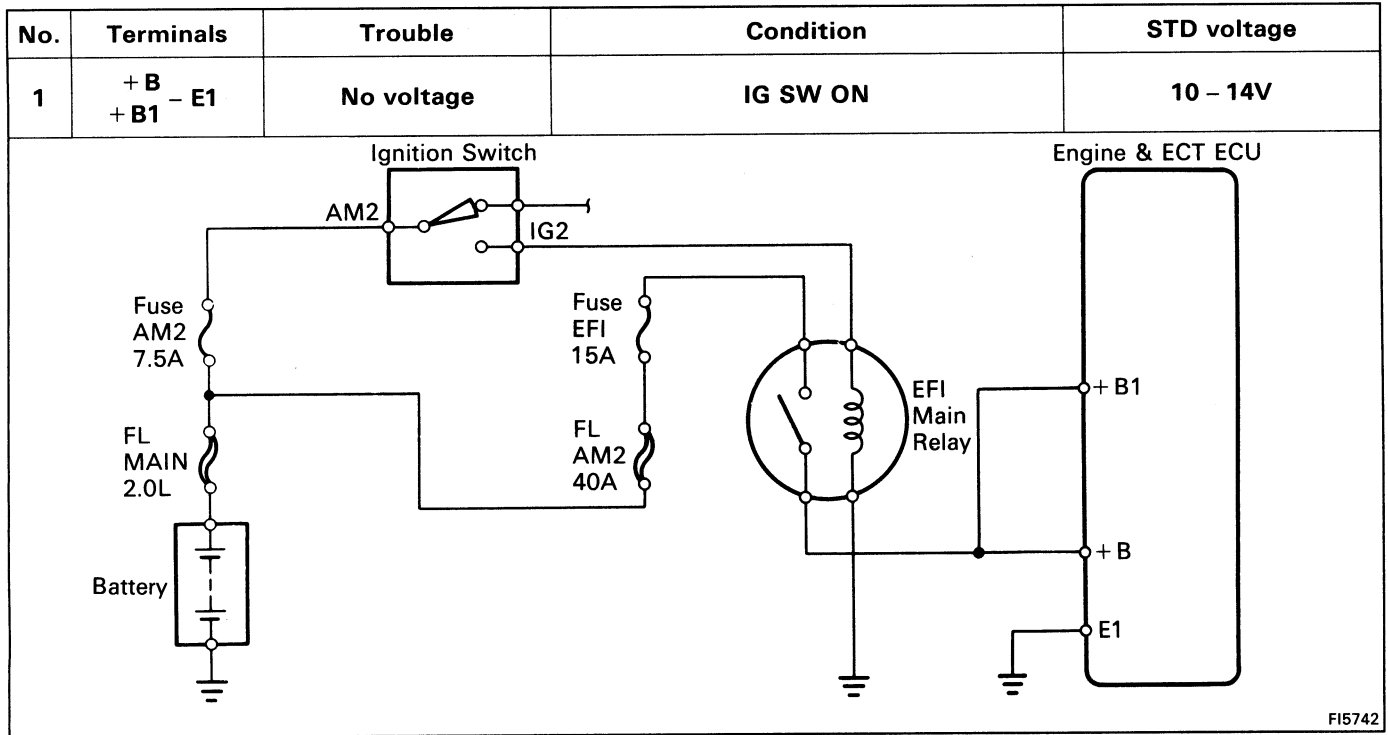 No. Terminals Trouble Condition STD voltage
1 +B +B1 – E1 No voltage IG SW ON 10 – 14V
Ignition Switch
Engine & ECT ECU
AM2
IG2
Fuse
AM2
7.5A
Fuse
EFI
15A
EFI
Main
Relay
+B1
FL
MAIN
2.0L
FL
AM2
40A
+B
Battery
E1
FI5742